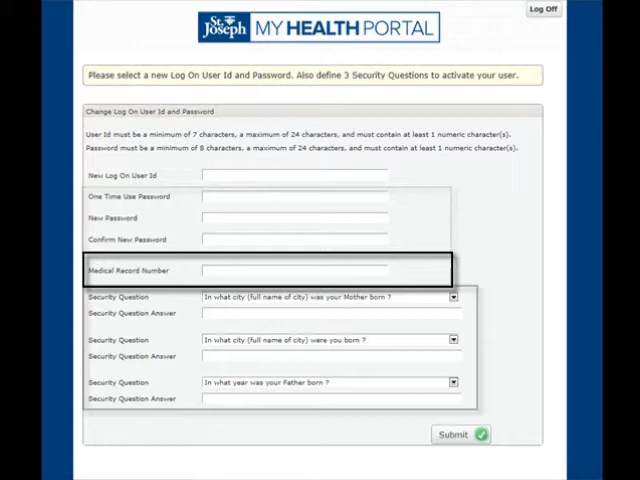 Log Off
St. Joseph MY HEALTH PORTAL
Please select a new Log On User Id and Password. Also define 3 Security Questions to activate your user.
Change Log On User Id and Password
User Id must be a minimum of 7 characters, a maximum of 24 characters, and must contain at least 1 numeric character(s).
Password must be a minimum of 8 characters, a maximum of 24 characters, and must contain at least 1 numeric character(s).
New Log On User Id
One Time Use Password
New Password
Confirm New Password
Medical Record Number
Security Question In what city (full name of city) was your Mother born ?
Security Question Answer
Security Question In what city (full name of city) were you born ?
Security Question Answer
Security Question In what year was your Father born ?
Security Question Answer
Submit